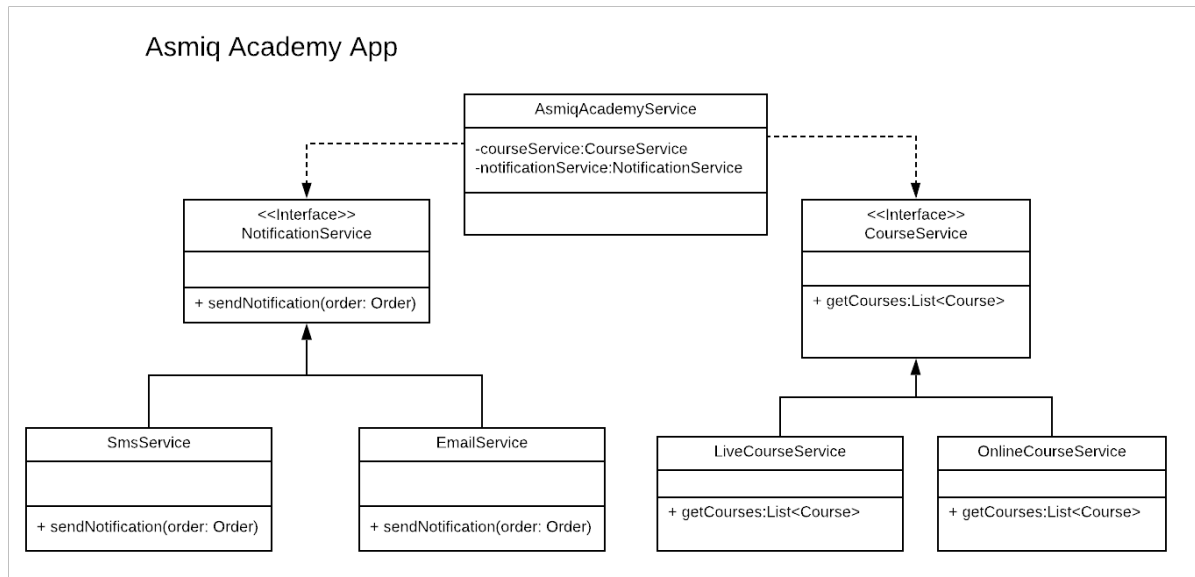 Asmiq Academy App
AsmiqAcademyService
-courseService:CourseService
-notificationService:NotificationService
<<Interface>>
NotificationService
+ sendNotification(order: Order)
<<Interface>>
CourseService
+ getCourses:List<Course>
SmsService
+ sendNotification(order: Order)
EmailService
+ sendNotification(order: Order)
LiveCourseService
+ getCourses:List<Course>
OnlineCourseService
+ getCourses:List<Course>